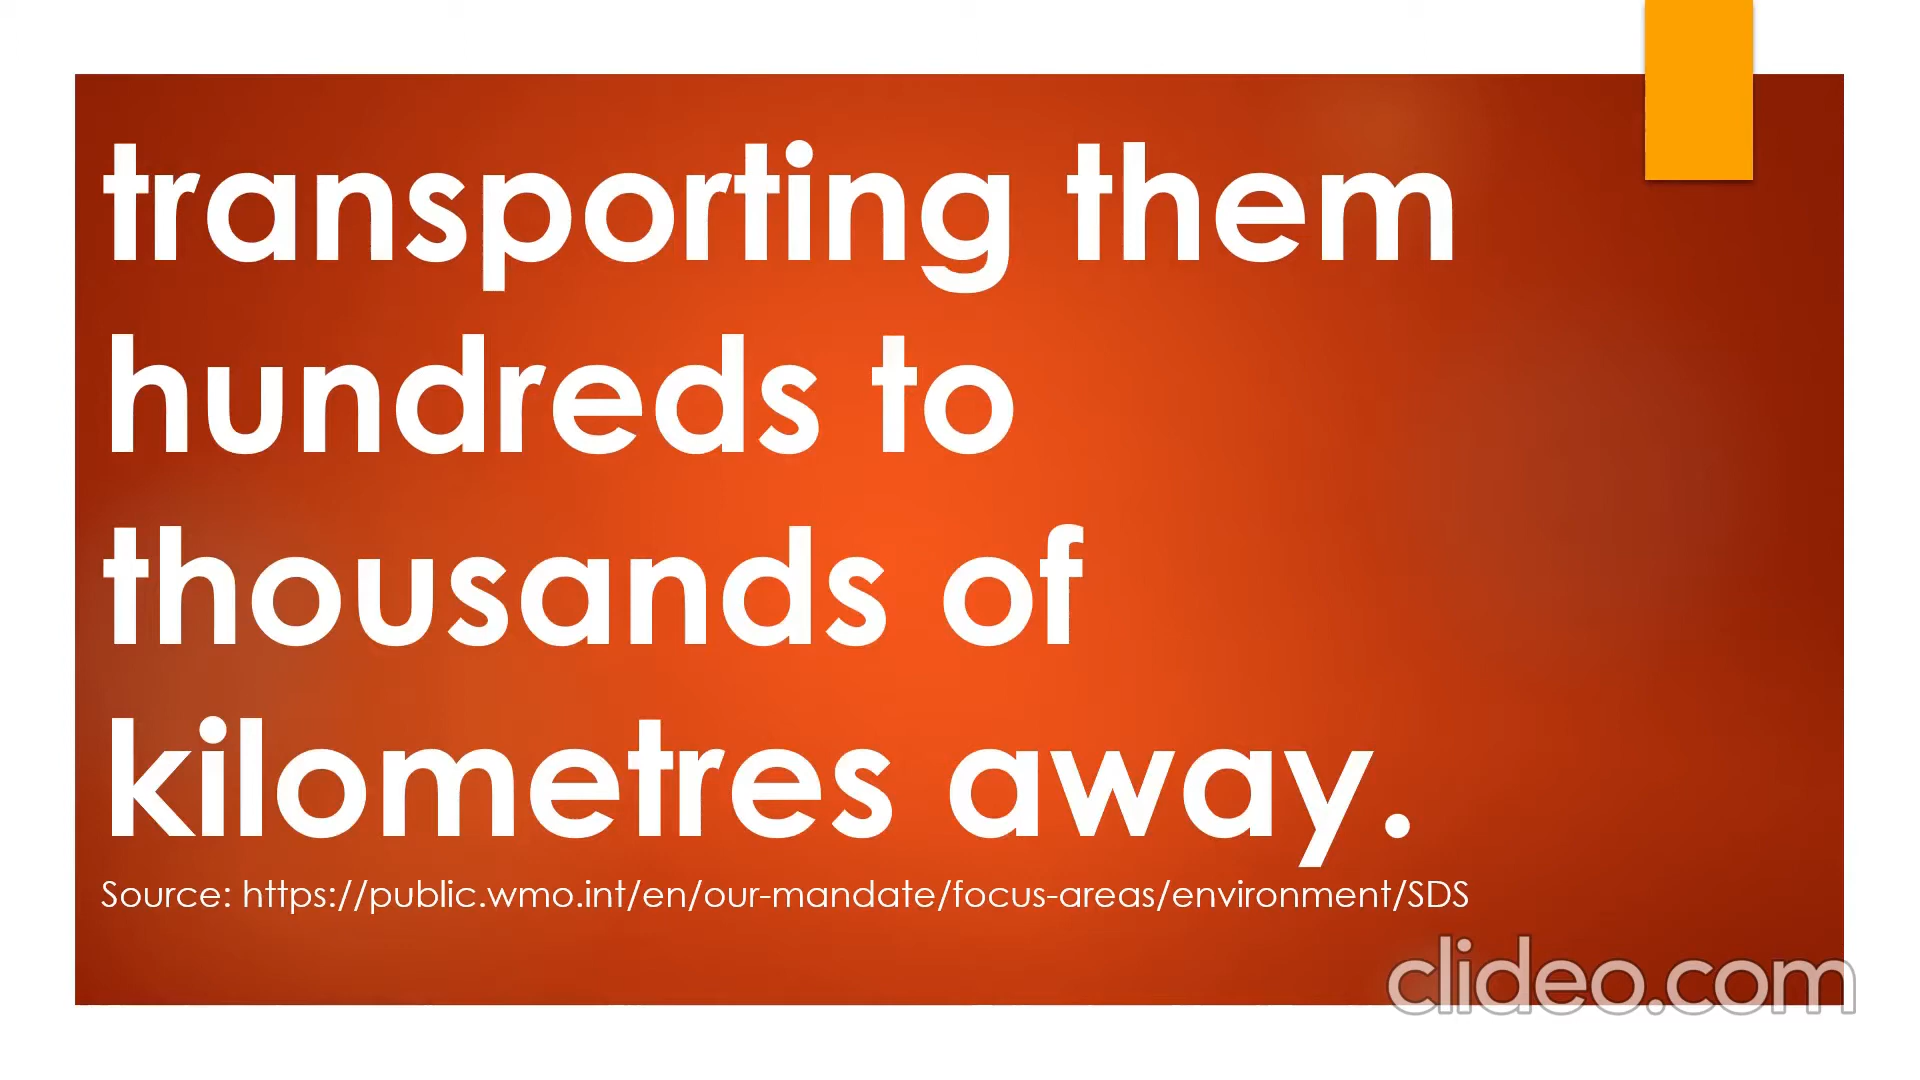 transporting them
hundreds to
thousands of
kilometres away.
Source: https://public.wmo.int/en/our-mandate/focus-areas/environment/SDS
clideo.com